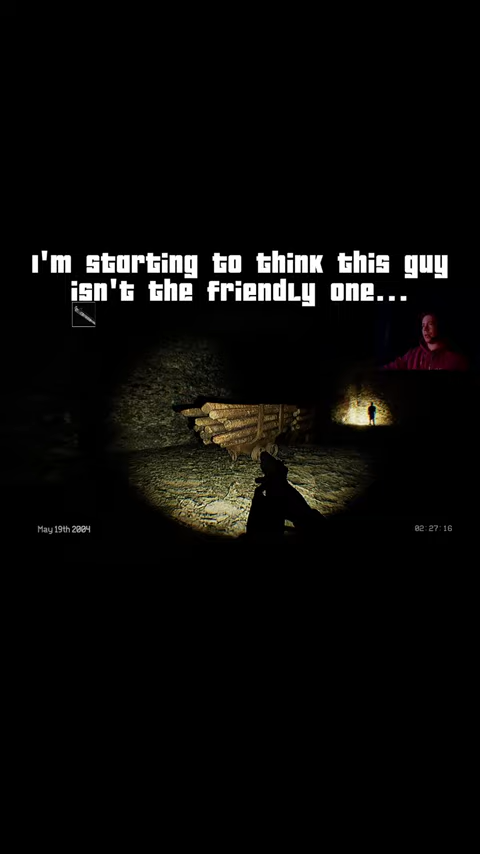 I'm starting to think this guy
isn't the friendly one...
May 19th 2004
02:27:16